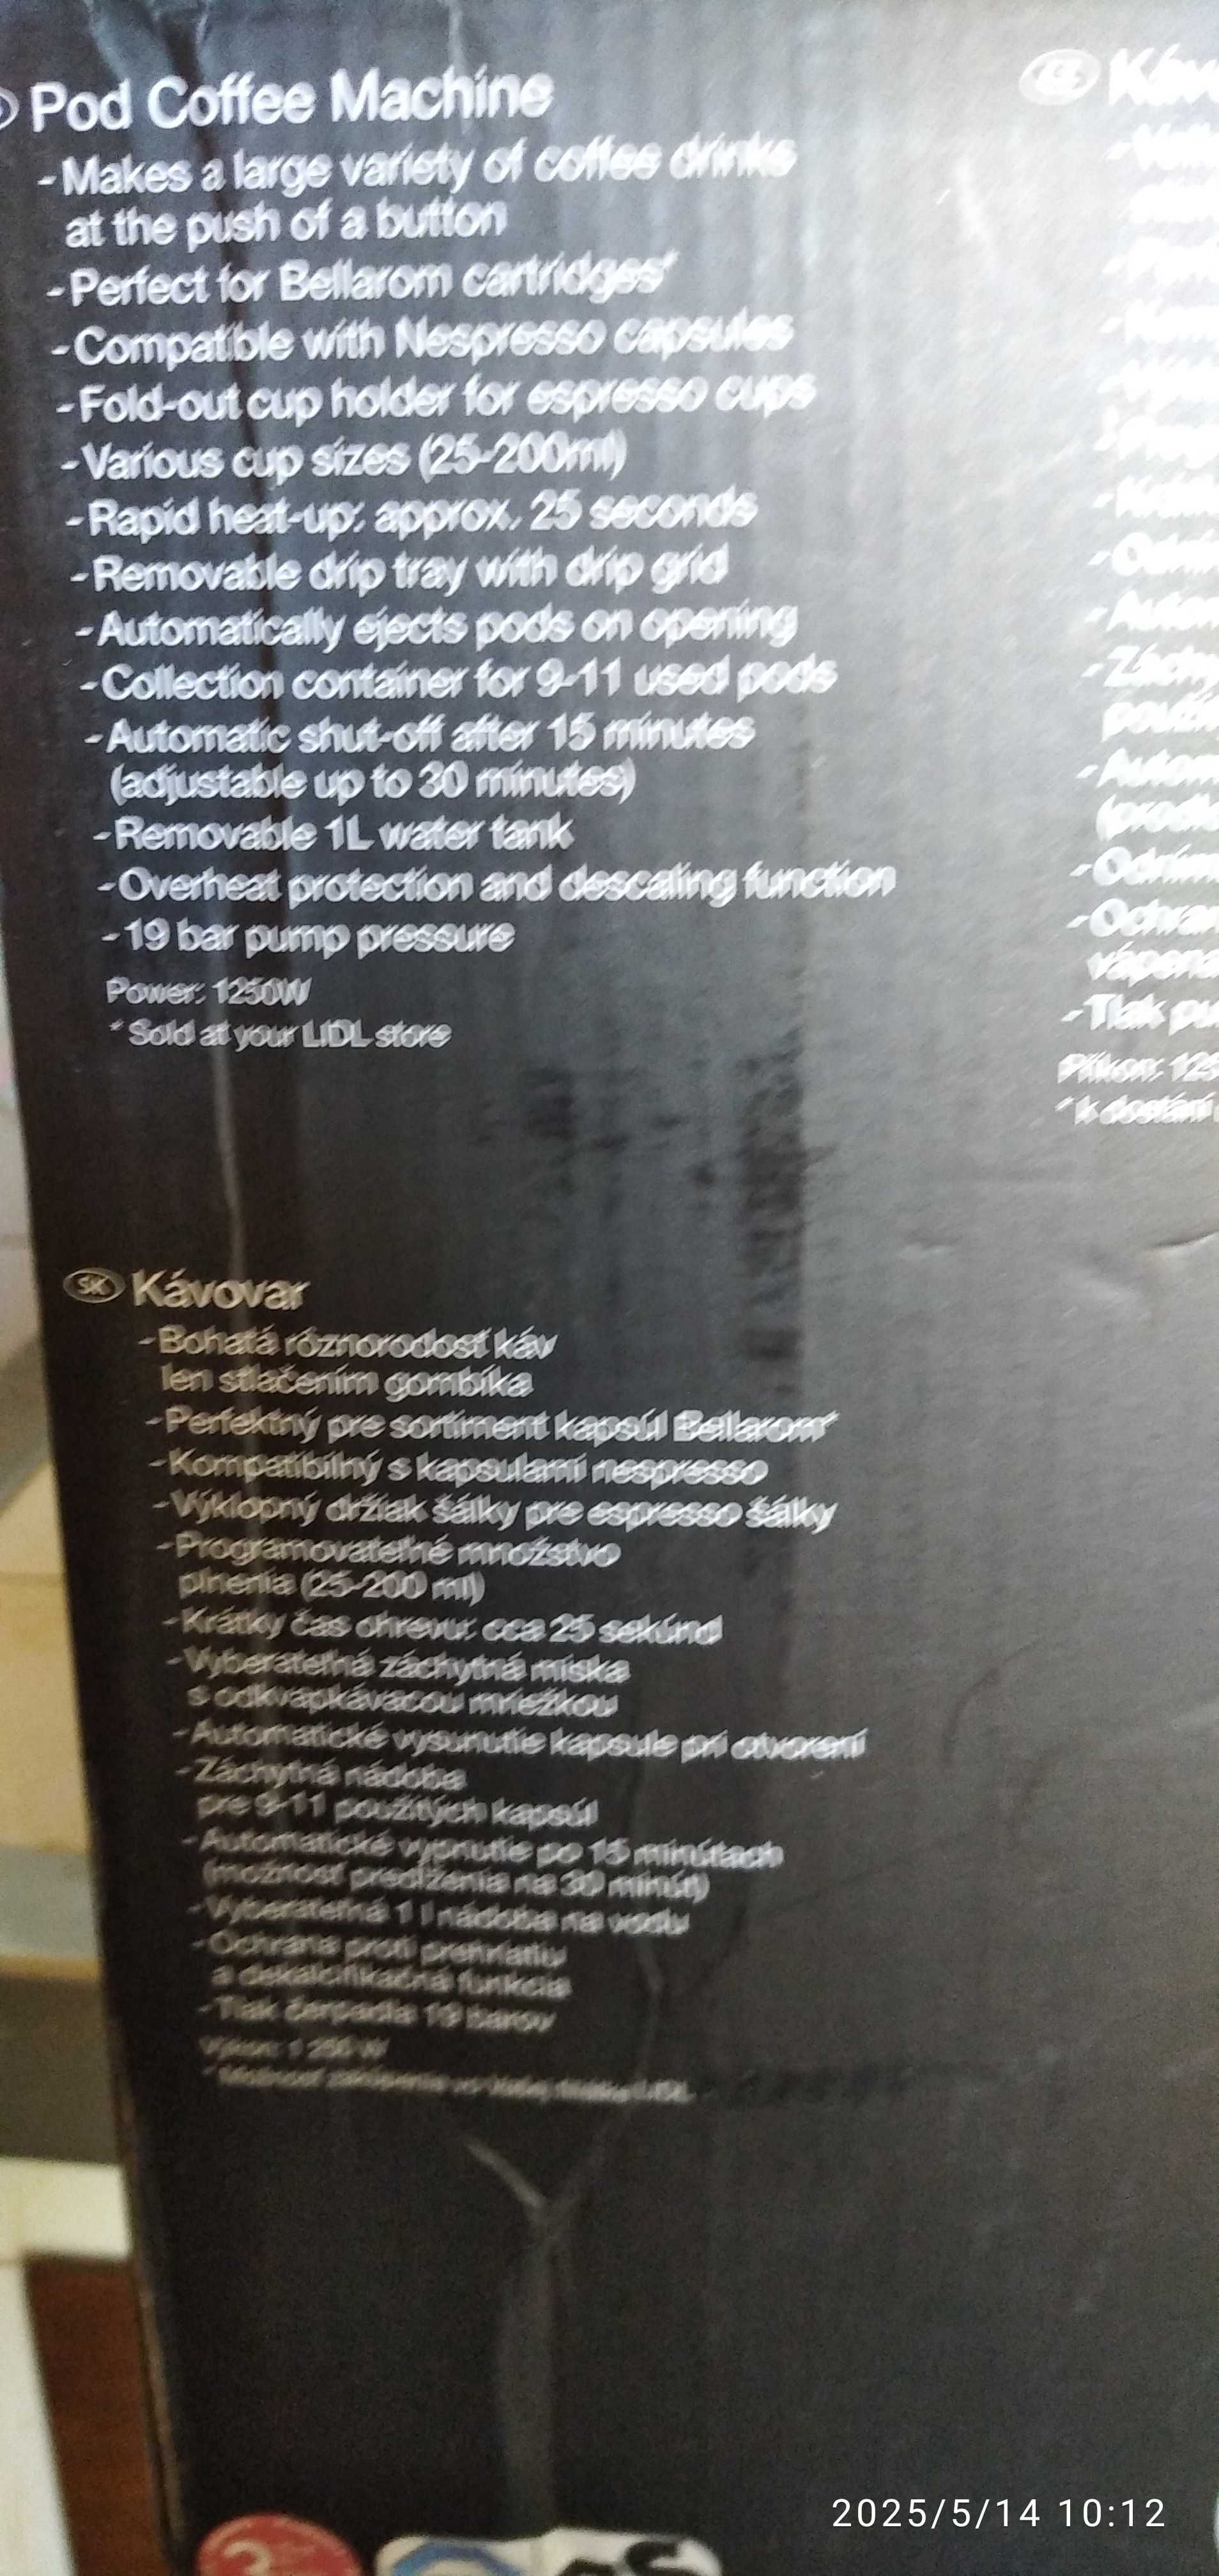 Pod Coffee Machine
- Makes a large variety of coffee drinks
at the push of a button
- Perfect for Bellarom cartridges*
- Compatible with Nespresso capsules
- Fold-out cup holder for espresso cups
- Various cup sizes (25-200ml)
- Rapid heat-up: approx. 25 seconds
- Removable drip tray with drip grid
- Automatically ejects pods on opening
- Collection container for 9-11 used pods
- Automatic shut-off after 15 minutes
(adjustable up to 30 minutes)
- Removable 1L water tank
- Overheat protection and descaling function
- 19 bar pump pressure
Power: 1250W
* Sold at your LIDL store
SK Kávovar
- Bohatá rôznorodosť káv
len stlačením gombíka
- Perfektný pre sortiment kapsúl Bellarom*
- Kompatibilný s kapsulami nespresso
- Výklopný držiak šálky pre espresso šálky
- Programovateľné množstvo
plnenia (25-200 ml)
- Krátky čas ohrevu: cca 25 sekúnd
- Vyberateľná záchytná miska
s odkvapkávacou mriežkou
- Automatické vysunutie kapsule pri otvorení
- Záchytná nádoba
pre 9-11 použitých kapsúl
- Automatické vypnutie po 15 minútach
(možnosť predĺženia na 30 minút)
- Vyberateľná 1 l nádoba na vodu
- Ochrana proti prehriatiu
a dekalcifikačná funkcia
- Tlak čerpadla 19 barov
Výkon: 1 250 W
CZ
- Tlak
Příkon: 125
* k dostání
3
2025/5/14 10:12